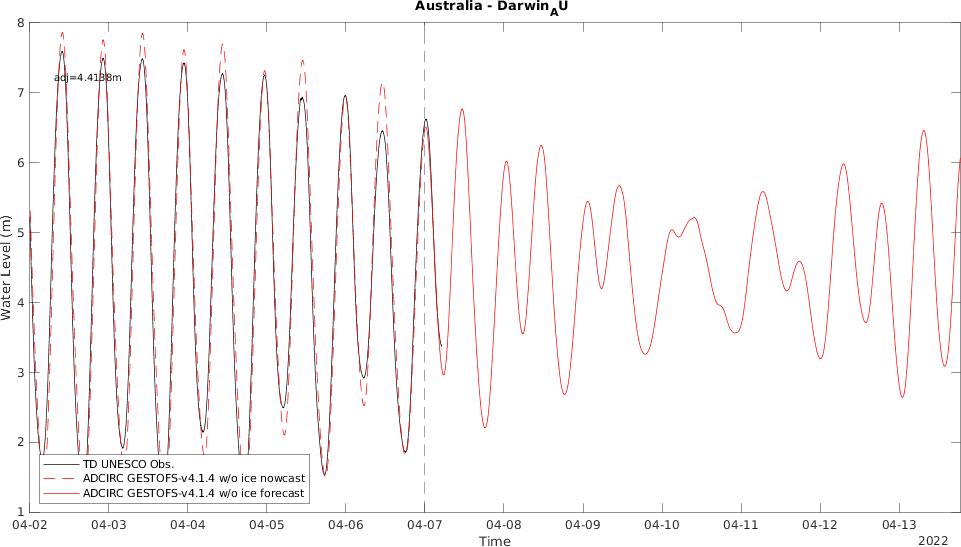 Australia - DarwinAU
8
7
6
5
4
3
2
1
Water Level (m)
adj=4.4138m
TD UNESCO Obs.
ADCIRC GESTOFS-v4.1.4 w/o ice nowcast
ADCIRC GESTOFS-v4.1.4 w/o ice forecast
04-02 04-03 04-04 04-05 04-06 04-07 04-08 04-09 04-10 04-11 04-12 04-13
Time
2022